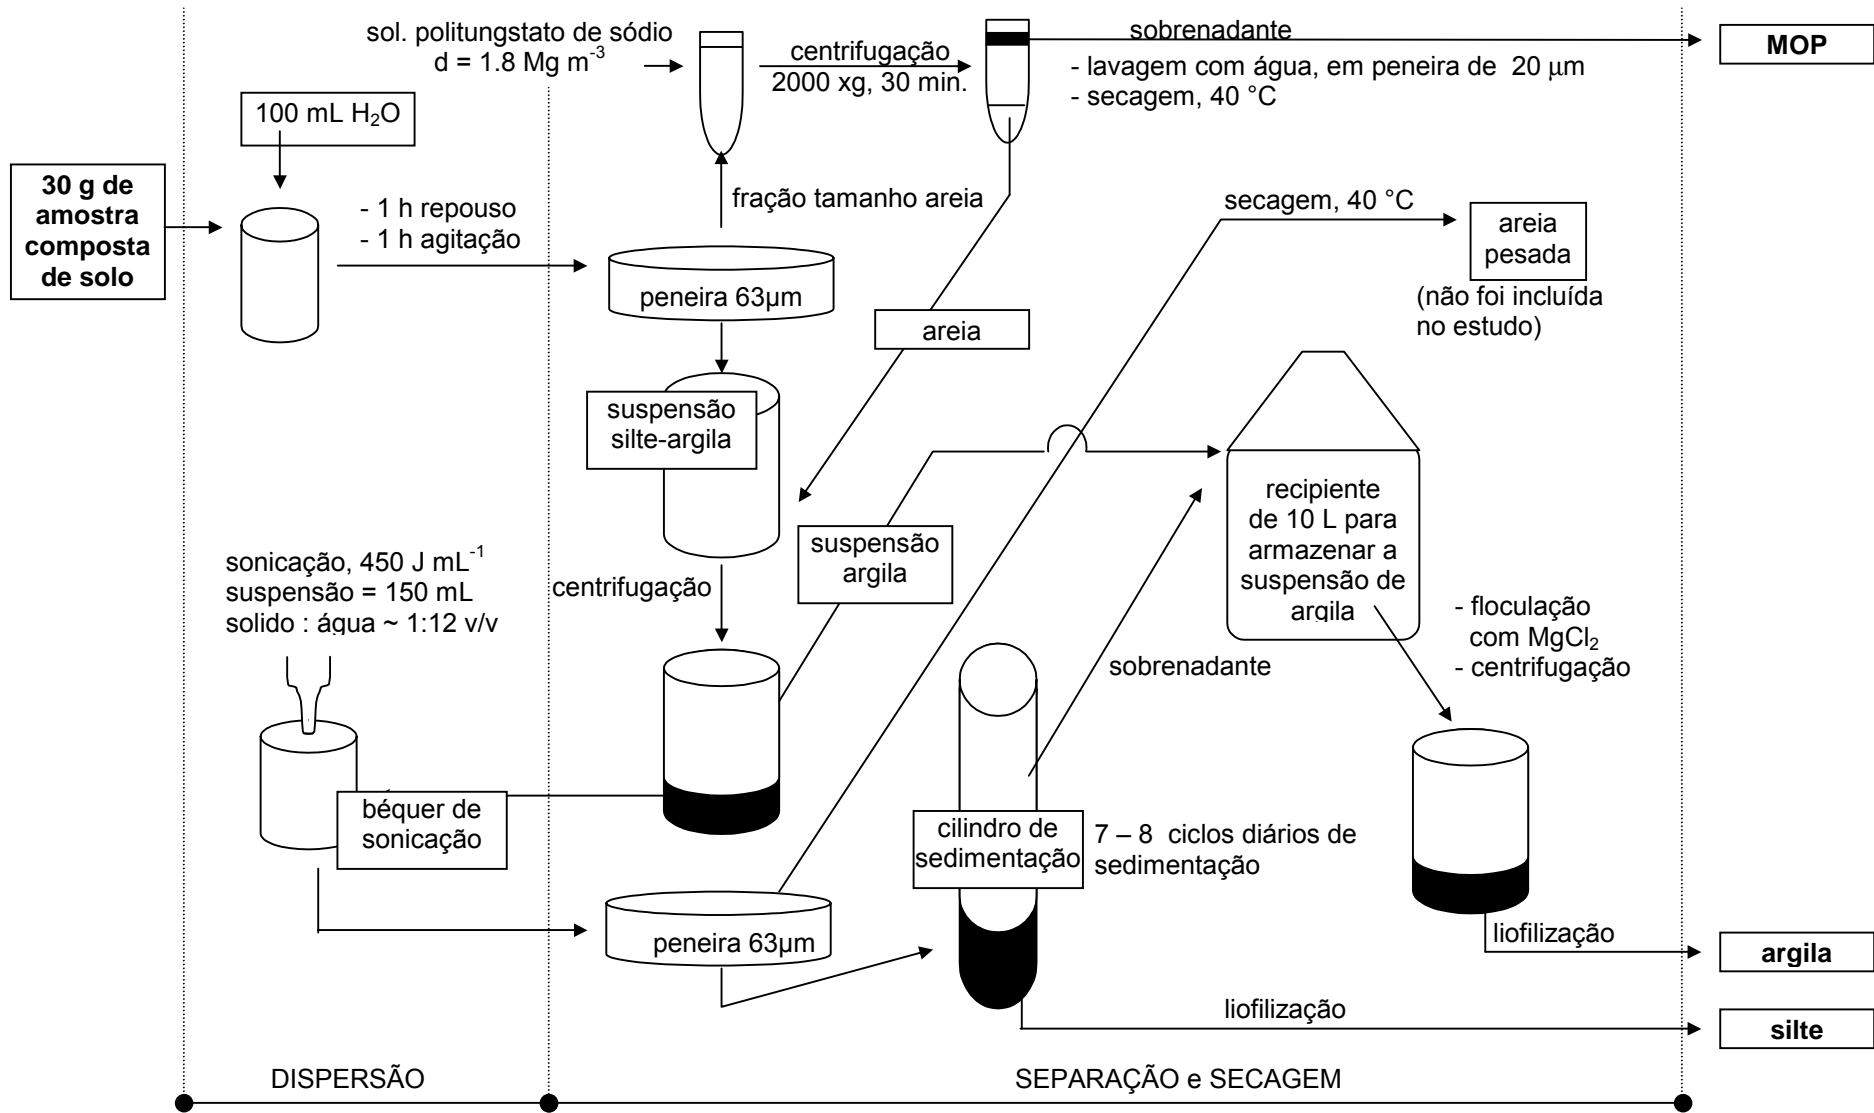 sol. politungstato de sódio
d = 1.8 Mg m⁻³
centrifugação
2000 xg, 30 min.
sobrenadante
- lavagem com água, em peneira de 20 µm
- secagem, 40 °C
MOP
100 mL H₂O
30 g de
amostra
composta
de solo
- 1 h repouso
- 1 h agitação
fração tamanho areia
peneira 63µm
areia
secagem, 40 °C
areia
pesada
(não foi incluída
no estudo)
suspensão
silte-argila
suspensão
argila
recipiente
de 10 L para
armazenar a
suspensão de
argila
sonicação, 450 J mL⁻¹
suspensão = 150 mL
solido : água ~ 1:12 v/v
centrifugação
- floculação
com MgCl₂
- centrifugação
sobrenadante
béquer de
sonicação
cilindro de
sedimentação
7 – 8 ciclos diários de
sedimentação
peneira 63µm
liofilização
argila
liofilização
silte
DISPERSÃO
SEPARAÇÃO e SECAGEM